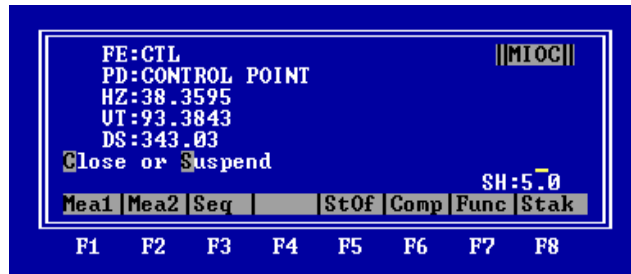 FE:CTL ||MIOC||
PD:CONTROL POINT
HZ:38.3595
VT:93.3843
DS:343.03
Close or Suspend
SH:5.0
Mea1|Mea2|Seq | |StOf|Comp|Func|Stak
F1 F2 F3 F4 F5 F6 F7 F8